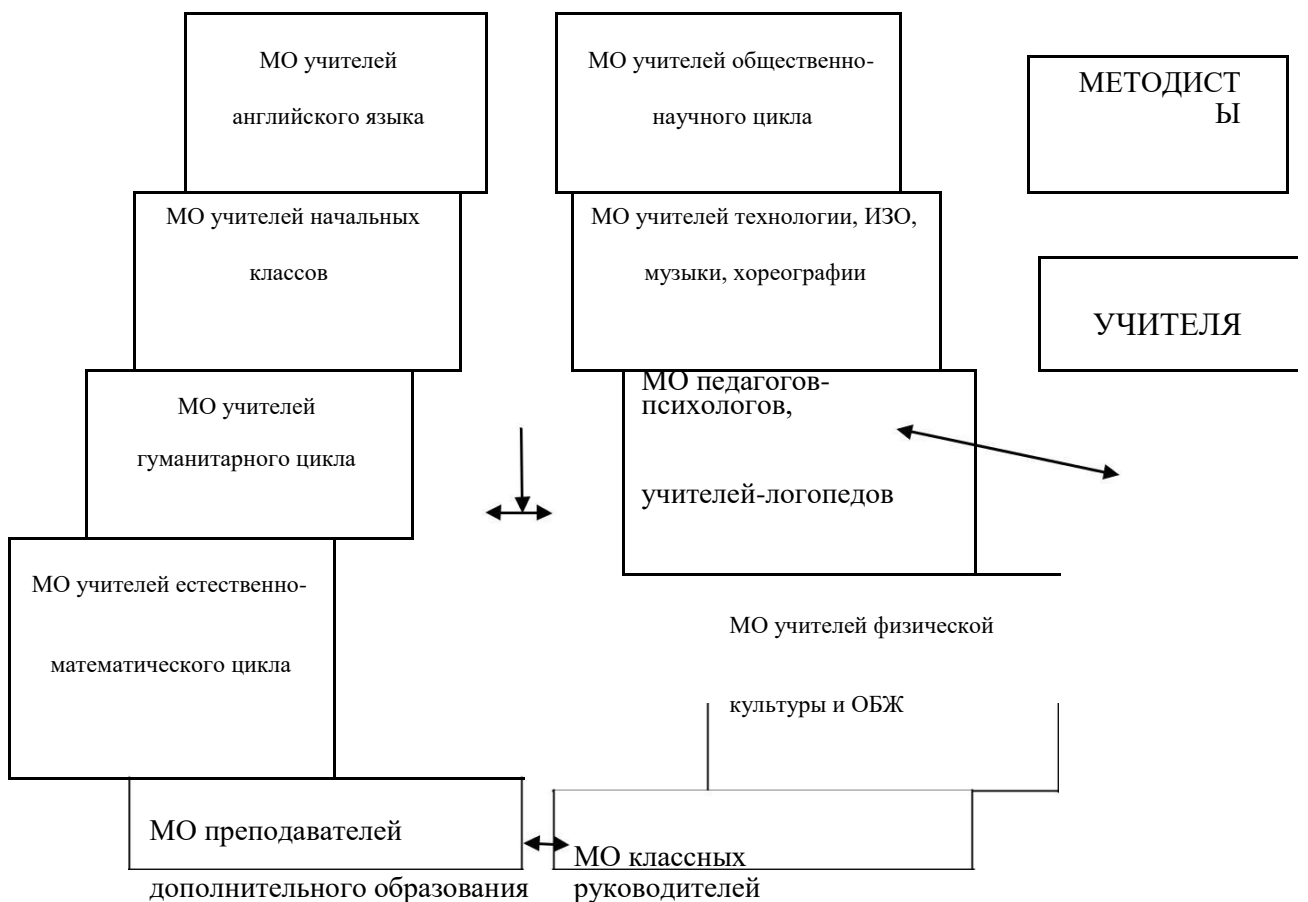 МО учителей
английского языка
МО учителей общественно-
научного цикла
МЕТОДИСТ
Ы
МО учителей начальных
классов
МО учителей технологии, ИЗО,
музыки, хореографии
УЧИТЕЛЯ
МО учителей
гуманитарного цикла
МО педагогов-
психологов,
учителей-логопедов
МО учителей естественно-
математического цикла
МО учителей физической
культуры и ОБЖ
МО преподавателей
дополнительного образования
МО классных
руководителей